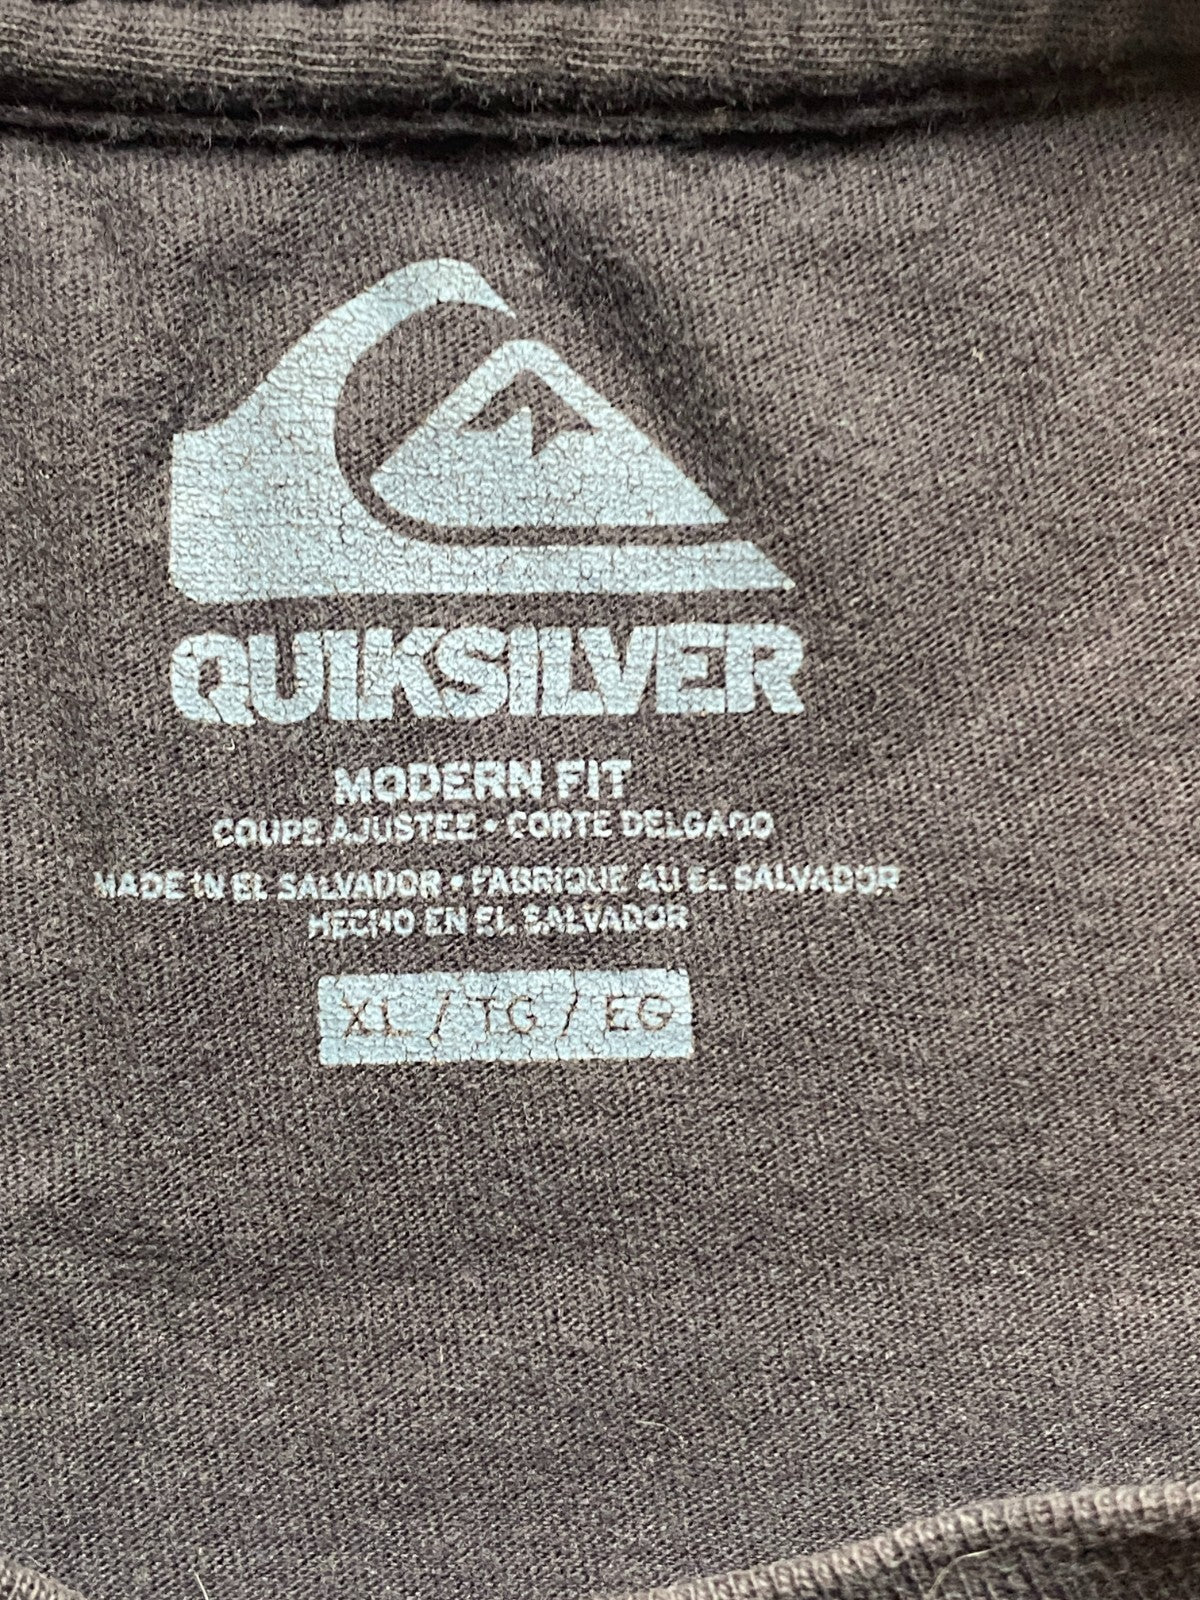 QUIKSILVER
MODERN FIT
COUPE AJUSTEE • CORTE DELGADO
MADE IN EL SALVADOR • FABRIQUE AU EL SALVADOR
HECHO EN EL SALVADOR
XL / TG / EG